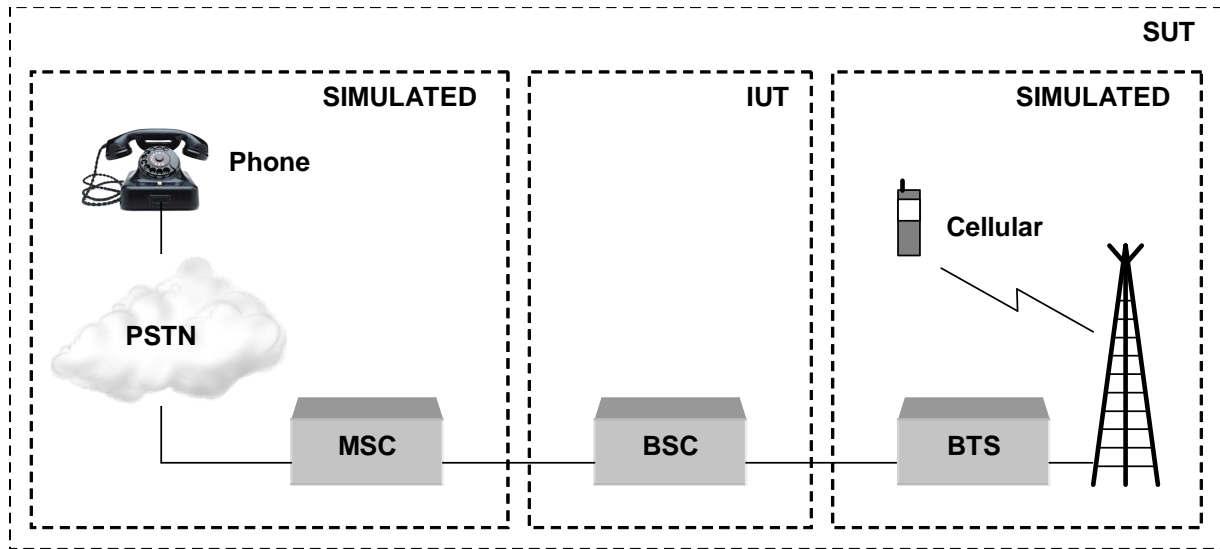 SUT
SIMULATED
IUT
SIMULATED
Phone
Cellular
PSTN
MSC
BSC
BTS